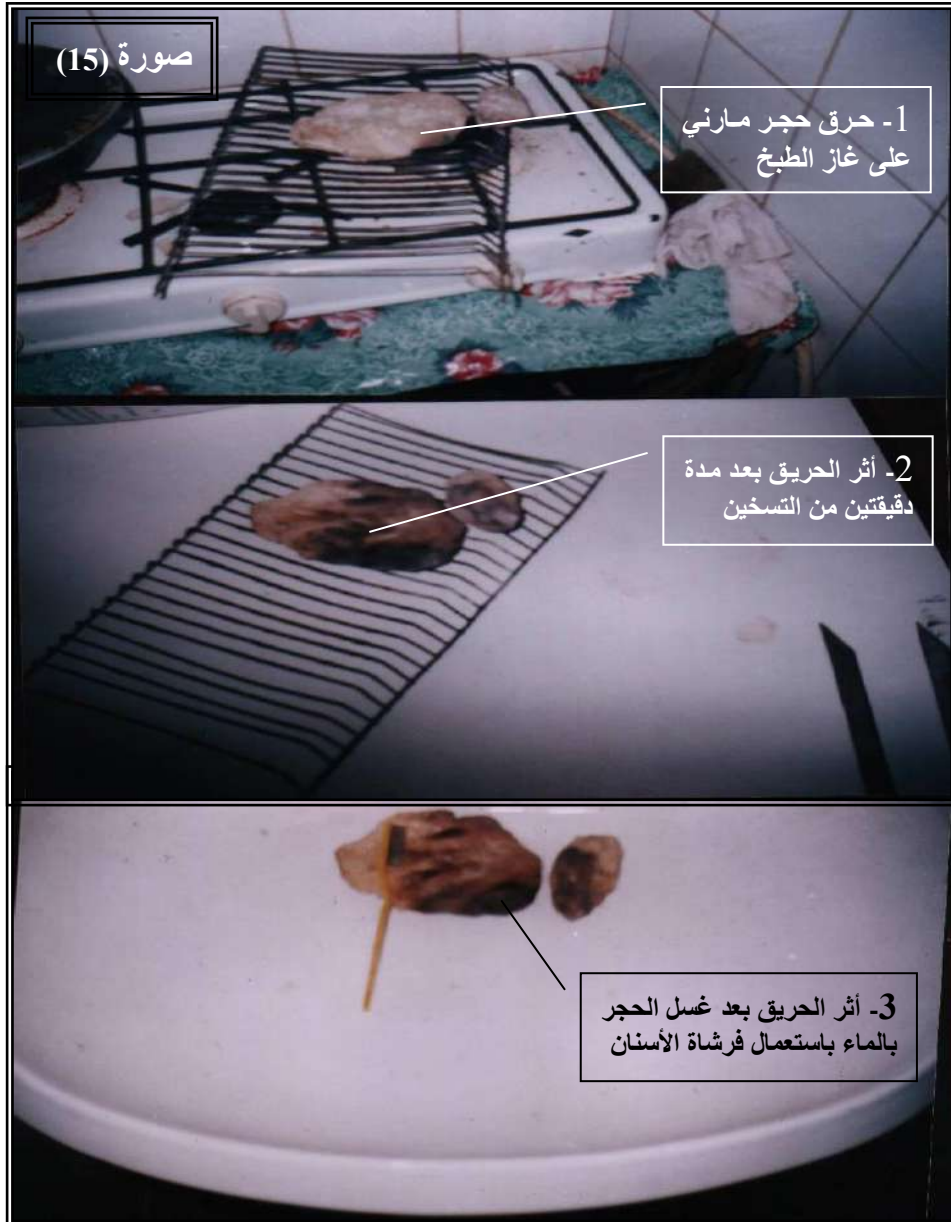 صورة (15)
1- حرق حجر مارني
على غاز الطبخ
2- أثر الحريق بعد مدة
دقيقتين من التسخين
3- أثر الحريق بعد غسل الحجر
بالماء باستعمال فرشاة الأسنان